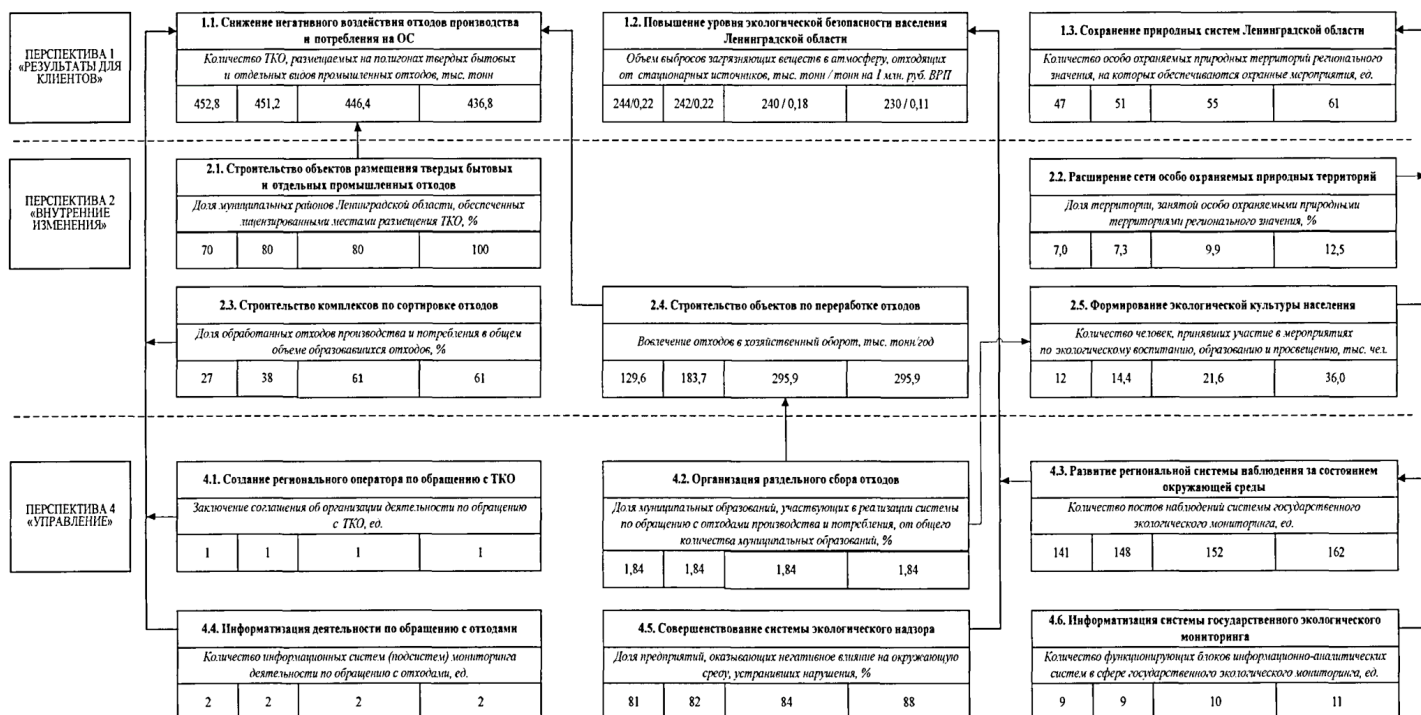 ПЕРСПЕКТИВА 1
«РЕЗУЛЬТАТЫ ДЛЯ
КЛИЕНТОВ»
1.1. Снижение негативного воздействия отходов производства
и потребления на ОС
Количество ТКО, размещаемых на полигонах твердых бытовых
и отдельных видов промышленных отходов, тыс. тонн
452,8 451,2 446,4 436,8
1.2. Повышение уровня экологической безопасности населения
Ленинградской области
Объем выбросов загрязняющих веществ в атмосферу, отходящих
от стационарных источников, тыс. тонн / тонн на 1 млн. руб. ВРП
244/0,22 242/0,22 240 / 0,18 230 / 0,11
1.3. Сохранение природных систем Ленинградской области
Количество особо охраняемых природных территорий регионального
значения, на которых обеспечиваются охранные мероприятия, ед.
47 51 55 61
ПЕРСПЕКТИВА 2
«ВНУТРЕННИЕ
ИЗМЕНЕНИЯ»
2.1. Строительство объектов размещения твердых бытовых
и отдельных промышленных отходов
Доля муниципальных районов Ленинградской области, обеспеченных
лицензированными местами размещения ТКО, %
70 80 80 100
2.2. Расширение сети особо охраняемых природных территорий
Доля территории, занятой особо охраняемыми природными
территориями регионального значения, %
7,0 7,3 9,9 12,5
2.3. Строительство комплексов по сортировке отходов
Доля обработанных отходов производства и потребления в общем
объеме образовавшихся отходов, %
27 38 61 61
2.4. Строительство объектов по переработке отходов
Вовлечение отходов в хозяйственный оборот, тыс. тонн/год
129,6 183,7 295,9 295,9
2.5. Формирование экологической культуры населения
Количество человек, принявших участие в мероприятиях
по экологическому воспитанию, образованию и просвещению, тыс. чел.
12 14,4 21,6 36,0
ПЕРСПЕКТИВА 4
«УПРАВЛЕНИЕ»
4.1. Создание регионального оператора по обращению с ТКО
Заключение соглашения об организации деятельности по обращению
с ТКО, ед.
1 1 1 1
4.2. Организация раздельного сбора отходов
Доля муниципальных образований, участвующих в реализации системы
по обращению с отходами производства и потребления, от общего
количества муниципальных образований, %
1,84 1,84 1,84 1,84
4.3. Развитие региональной системы наблюдения за состоянием
окружающей среды
Количество постов наблюдений системы государственного
экологического мониторинга, ед.
141 148 152 162
4.4. Информатизация деятельности по обращению с отходами
Количество информационных систем (подсистем) мониторинга
деятельности по обращению с отходами, ед.
2 2 2 2
4.5. Совершенствование системы экологического надзора
Доля предприятий, оказывающих негативное влияние на окружающую
среду, устранивших нарушения, %
81 82 84 88
4.6. Информатизация системы государственного экологического
мониторинга
Количество функционирующих блоков информационно-аналитических
систем в сфере государственного экологического мониторинга, ед.
9 9 10 11